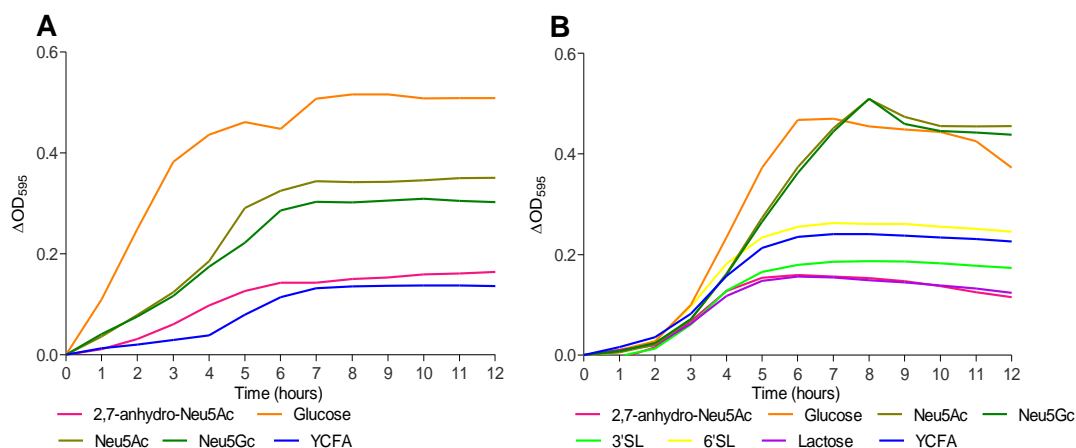 A
0.6
0.4
0.2
0.0
ΔOD595
0 1 2 3 4 5 6 7 8 9 10 11 12
Time (hours)
2,7-anhydro-Neu5Ac Glucose
Neu5Ac Neu5Gc YCFA
B
0.6
0.4
0.2
0.0
ΔOD595
0 1 2 3 4 5 6 7 8 9 10 11 12
Time (hours)
2,7-anhydro-Neu5Ac Glucose Neu5Ac Neu5Gc
3'SL 6'SL Lactose YCFA